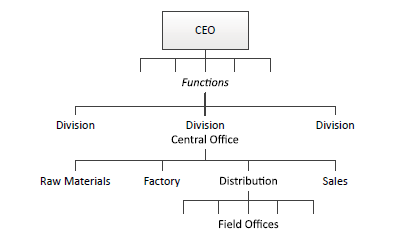 CEO
Functions
Division Division Division
Central Office
Raw Materials Factory Distribution Sales
Field Offices